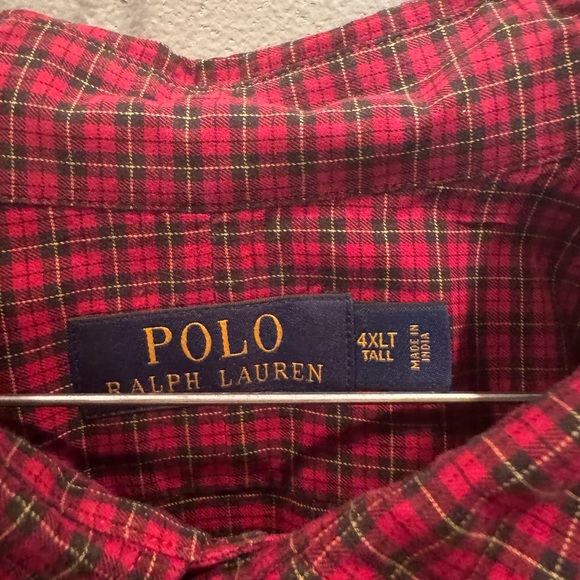 POLO
RALPH LAUREN
4XLT
TALL
MADE IN
INDIA